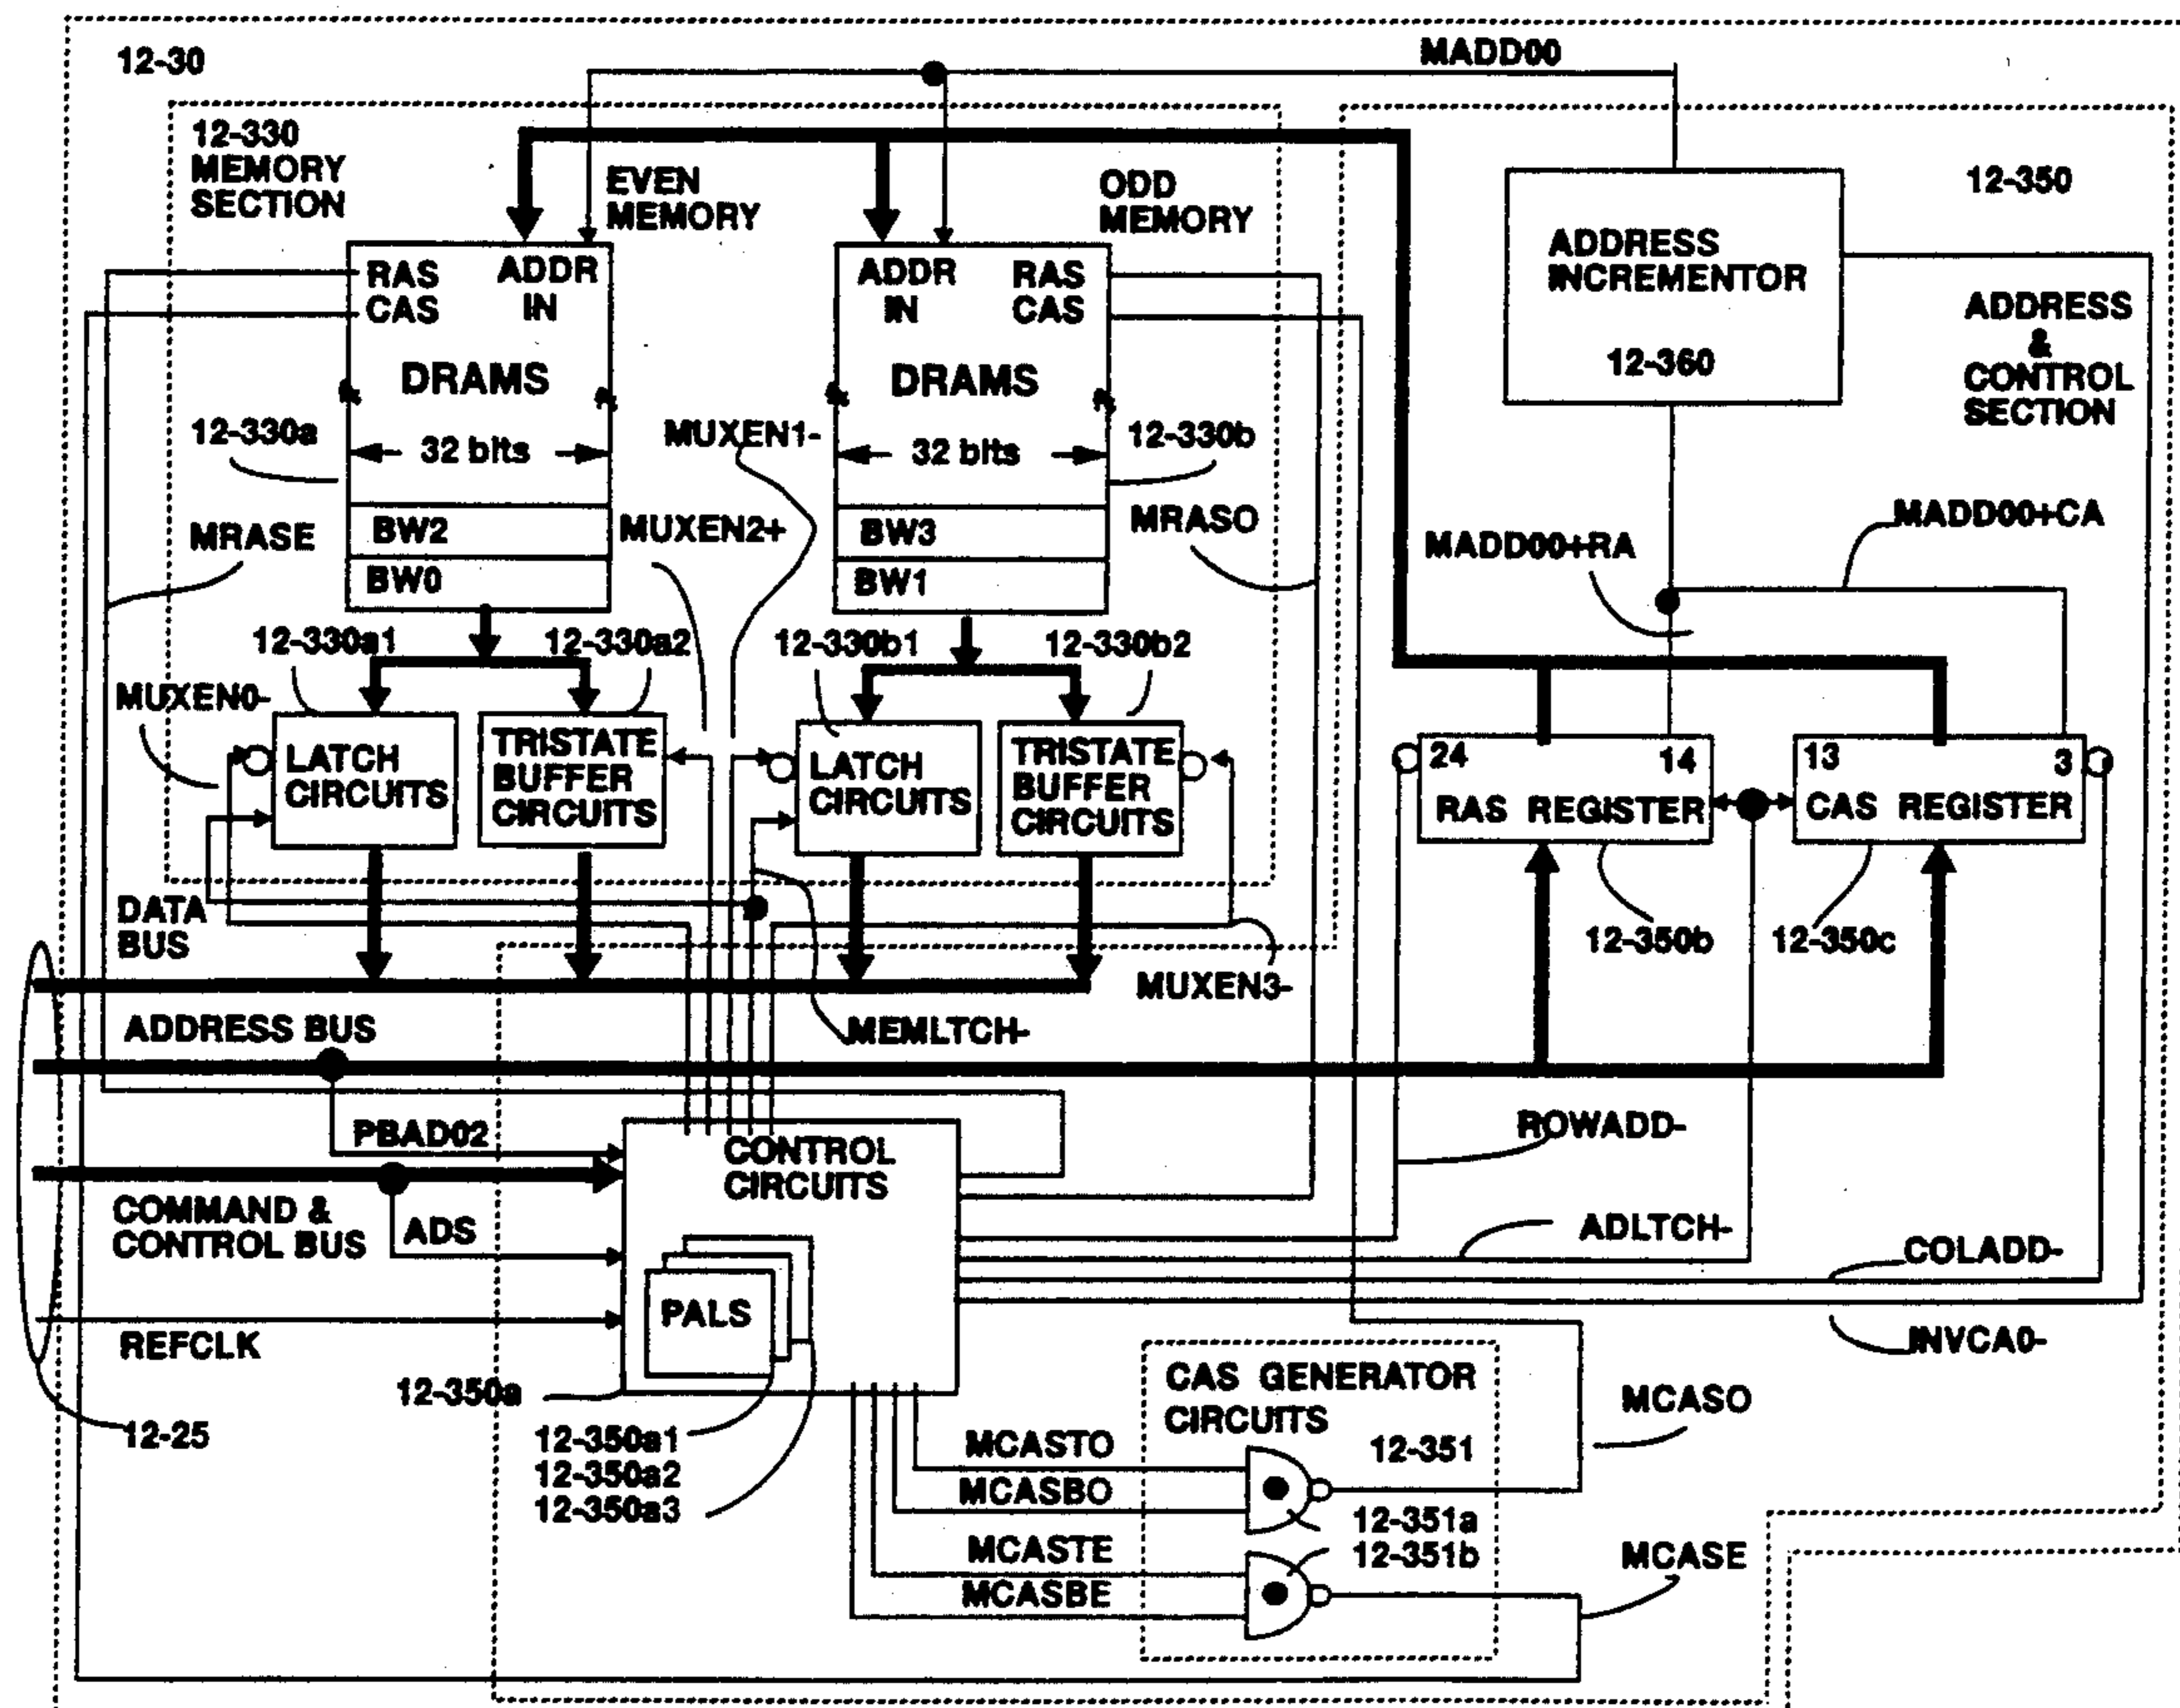 12-30
MADD00
12-330
MEMORY
SECTION
EVEN
MEMORY
ODD
MEMORY
12-350
RAS
CAS
ADDR
IN
ADDR
IN
RAS
CAS
ADDRESS
INCREMENTOR
12-360
ADDRESS
&
CONTROL
SECTION
DRAMS
DRAMS
12-330a
32 bits
MUXEN1-
32 bits
12-330b
MRASE
BW2
BW0
MUXEN2+
BW3
BW1
MRASO
MADD00+RA
MADD00+CA
12-330a1
12-330a2
12-330b1
12-330b2
MUXEN0-
LATCH
CIRCUITS
TRISTATE
BUFFER
CIRCUITS
LATCH
CIRCUITS
TRISTATE
BUFFER
CIRCUITS
24
14
RAS REGISTER
13
3
CAS REGISTER
DATA
BUS
12-350b
12-350c
MUXEN3-
ADDRESS BUS
MEMLTCH-
PBAD02
CONTROL
CIRCUITS
ROWADD-
COMMAND &
CONTROL BUS
ADS
ADLTCH-
COLADD-
PALS
REFCLK
INVCA0-
12-350a
CAS GENERATOR
CIRCUITS
MCASO
12-25
12-350a1
12-350a2
12-350a3
MCASTO
MCASBO
12-351
12-351a
12-351b
MCASTE
MCASBE
MCASE